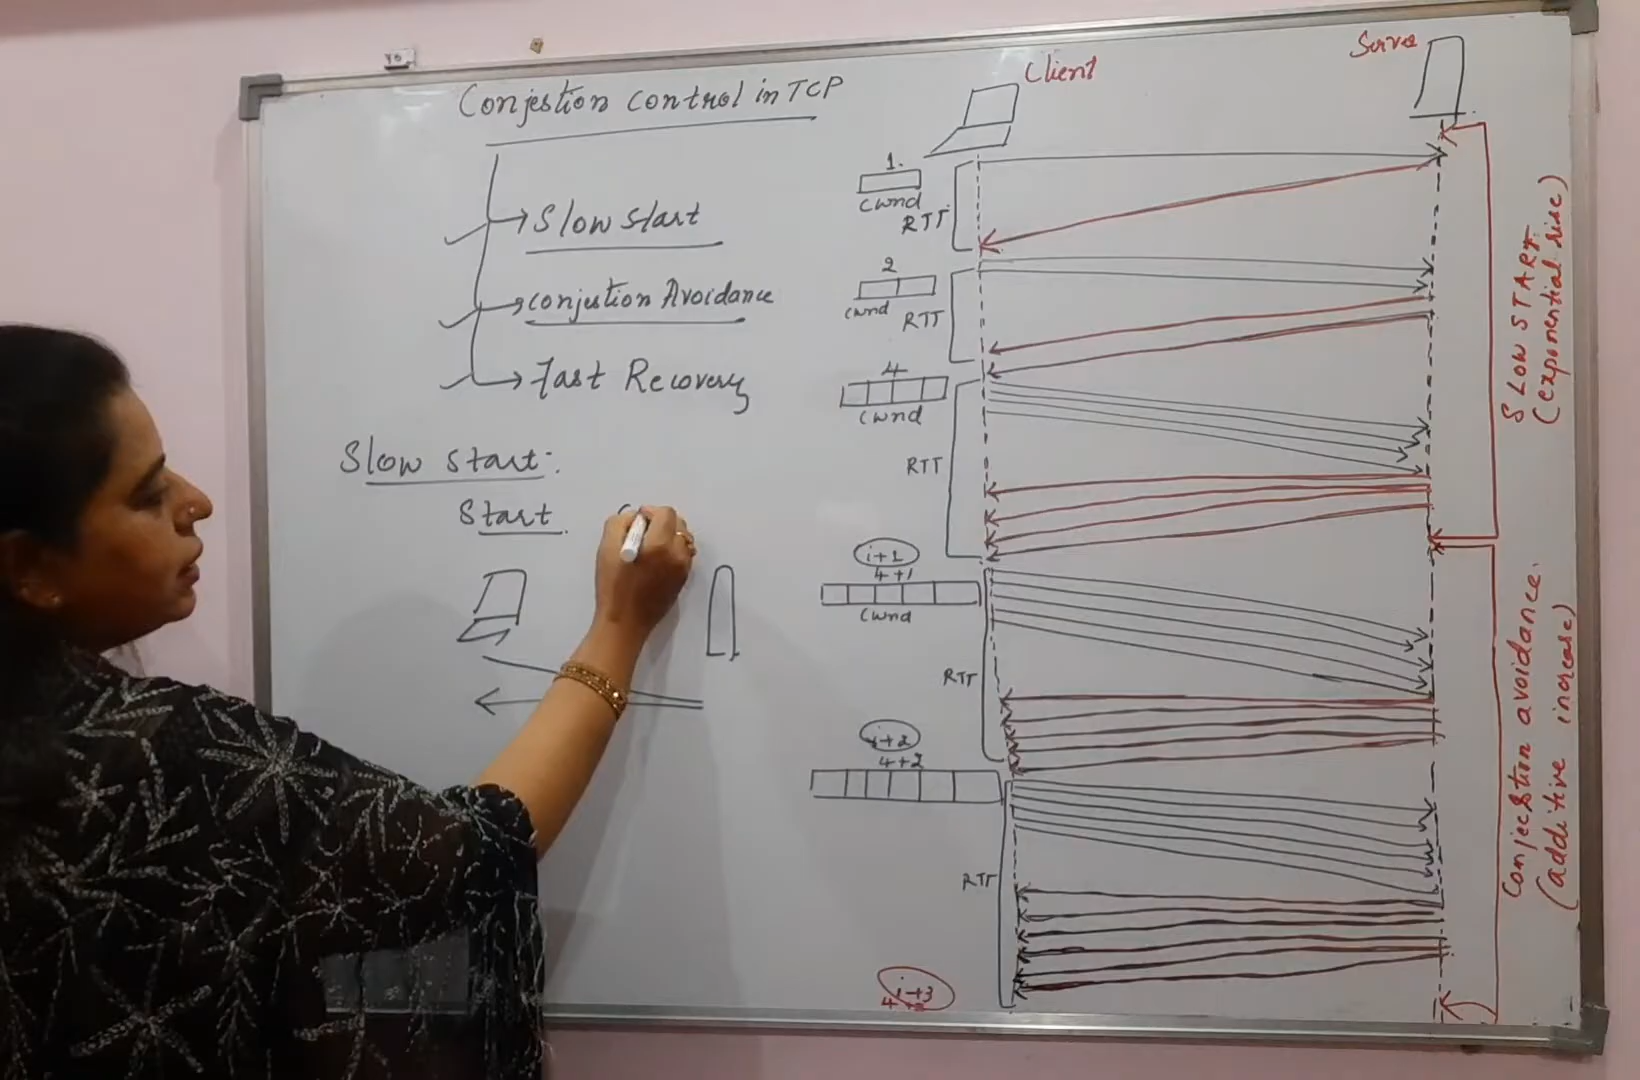 Conjestion control in TCP
Slow start
conjestion Avoidance
Fast Recovery
Slow start:
Start
Client
Server
1
cwnd
RTT
2
cwnd
RTT
4
cwnd
RTT
i+1
4+1
cwnd
RTT
i+2
4+2
RTT
i+3
SLOW START
(exponential rise)
Conjection avoidance.
(additive increase)